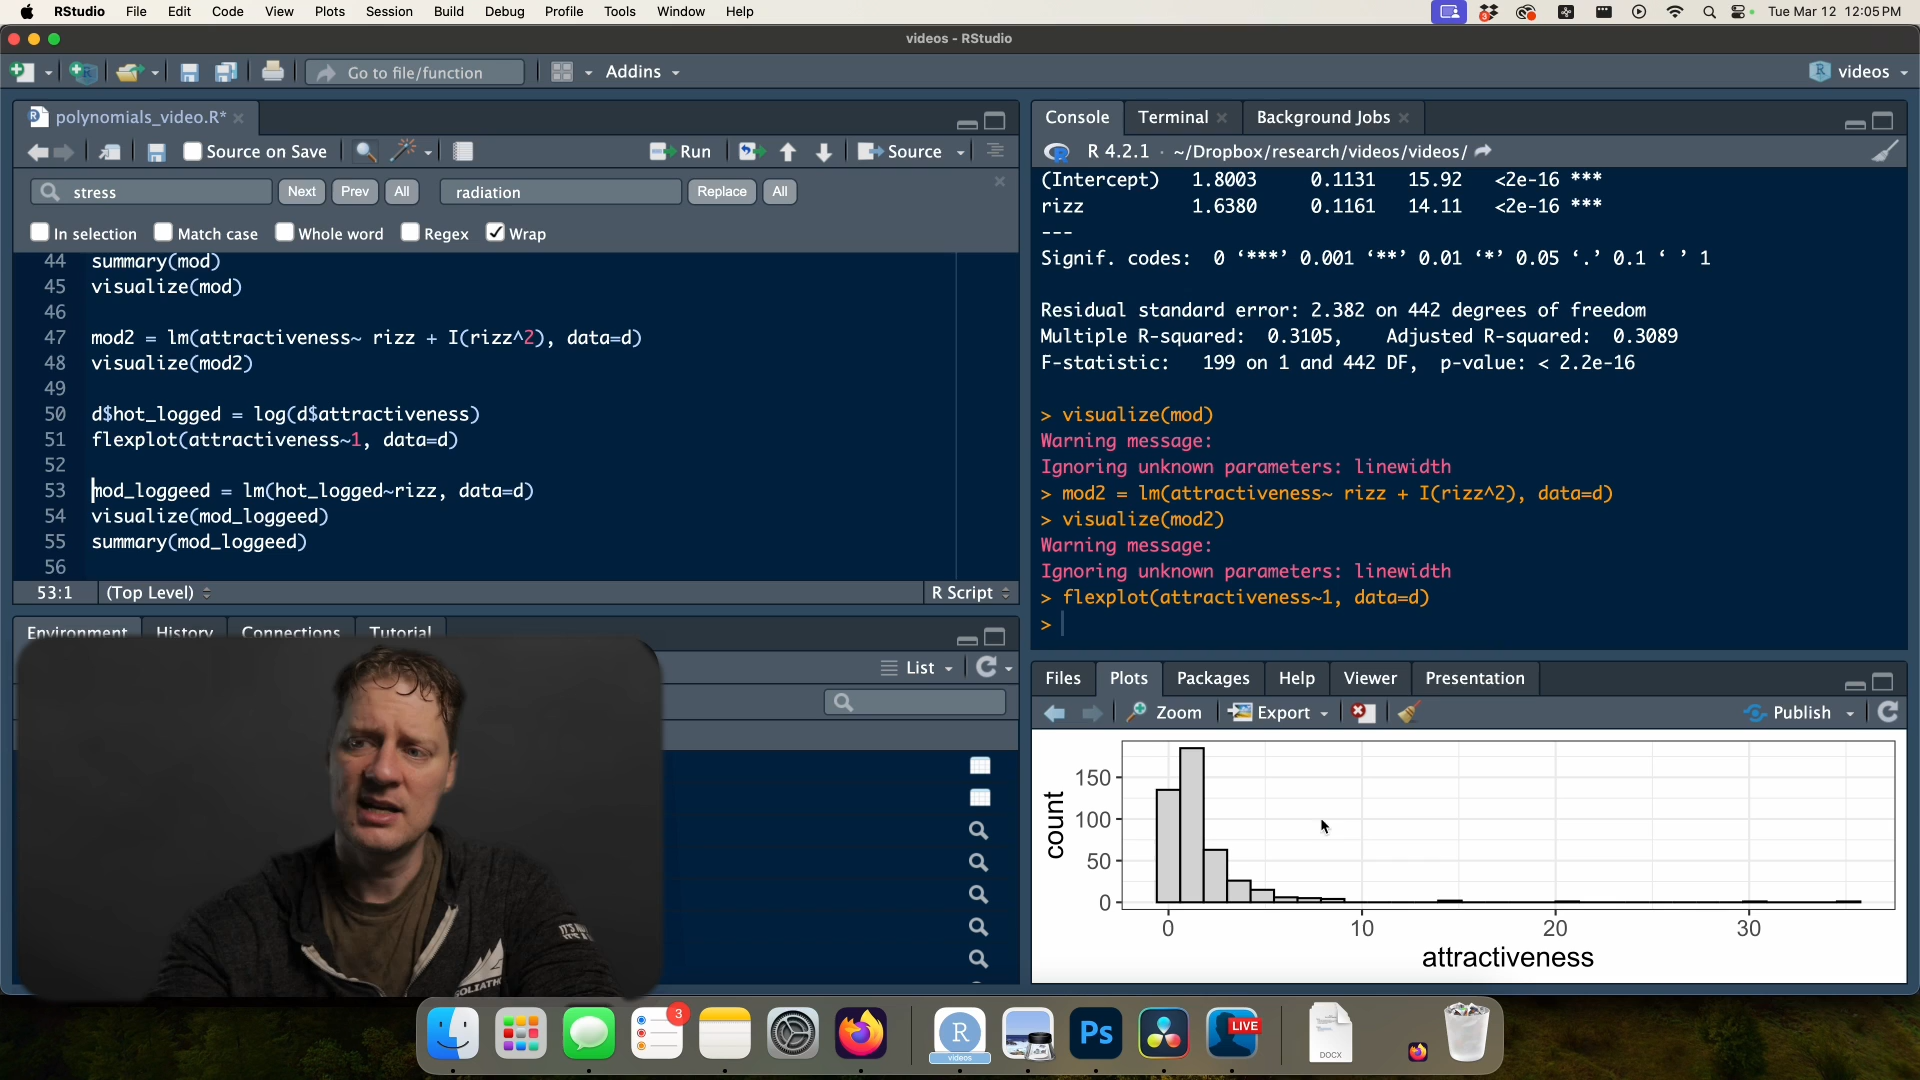 RStudio File Edit Code View Plots Session Build Debug Profile Tools Window Help
3
Tue Mar 12 12:05 PM
videos - RStudio
Go to file/function
Addins
videos
polynomials_video.R*
Source on Save
Run
Source
stress
Next
Prev
All
radiation
Replace
All
In selection
Match case
Whole word
Regex
Wrap
44 summary(mod)
45 visualize(mod)
46
47 mod2 = lm(attractiveness~ rizz + I(rizz^2), data=d)
48 visualize(mod2)
49
50 d$hot_logged = log(d$attractiveness)
51 flexplot(attractiveness~1, data=d)
52
53 mod_loggeed = lm(hot_logged~rizz, data=d)
54 visualize(mod_loggeed)
55 summary(mod_loggeed)
56
53:1 (Top Level) R Script
Environment History Connections Tutorial
List
IT'S NOT
GOLIATH
Console Terminal Background Jobs
R 4.2.1 · ~/Dropbox/research/videos/videos/
(Intercept) 1.8003 0.1131 15.92 <2e-16 ***
rizz 1.6380 0.1161 14.11 <2e-16 ***
---
Signif. codes: 0 ‘***’ 0.001 ‘**’ 0.01 ‘*’ 0.05 ‘.’ 0.1 ‘ ’ 1
Residual standard error: 2.382 on 442 degrees of freedom
Multiple R-squared: 0.3105, Adjusted R-squared: 0.3089
F-statistic: 199 on 1 and 442 DF, p-value: < 2.2e-16
> visualize(mod)
Warning message:
Ignoring unknown parameters: linewidth
> mod2 = lm(attractiveness~ rizz + I(rizz^2), data=d)
> visualize(mod2)
Warning message:
Ignoring unknown parameters: linewidth
> flexplot(attractiveness~1, data=d)
>
Files Plots Packages Help Viewer Presentation
Zoom Export Publish
150
100
50
0
count
0 10 20 30
attractiveness
3
R
videos
Ps
LIVE
DOCX